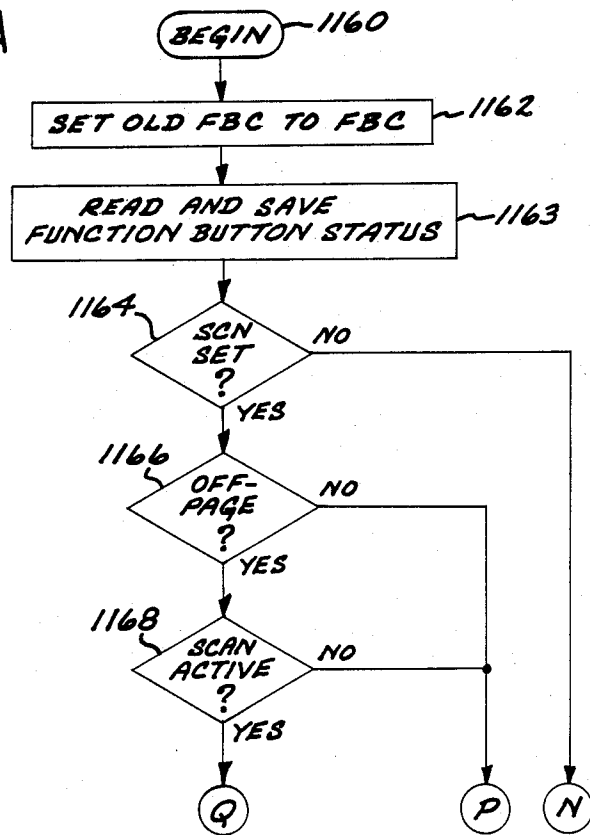 A
BEGIN
1160
SET OLD FBC TO FBC
1162
READ AND SAVE
FUNCTION BUTTON STATUS
1163
1164
SCN
SET
?
NO
YES
1166
OFF-
PAGE
?
NO
YES
1168
SCAN
ACTIVE
?
NO
YES
Q
P
N